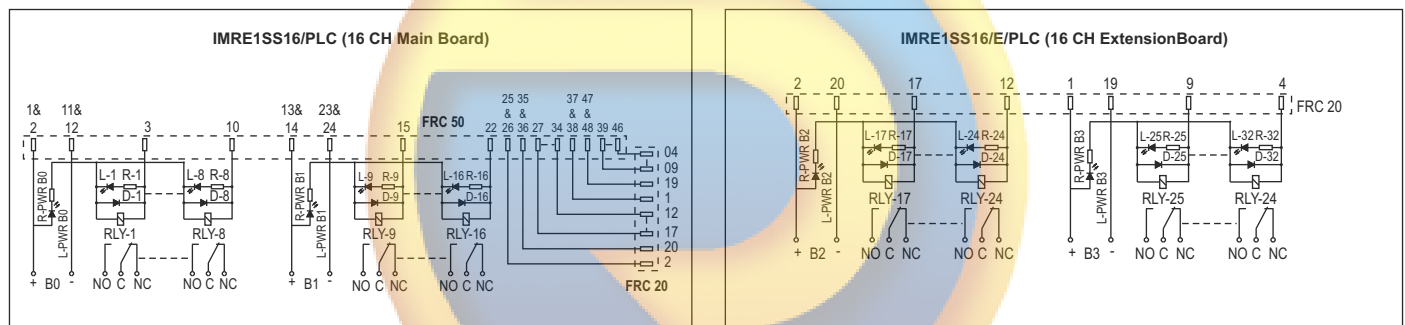 IMRE1SS16/PLC (16 CH Main Board)
1& 11& 13& 23& 25 35 37 47
& & & &
2 12 3 10 14 24 15 FRC 50 22 26 36 27 34 38 48 39 46
04
09
19
1
12
17
20
2
FRC 20
R-PWR B0
L-PWR B0
L-1 R-1
D-1
RLY-1
L-8 R-8
D-8
RLY-8
R-PWR B1
L-PWR B1
L-9 R-9
D-9
RLY-9
L-16 R-16
D-16
RLY-16
+ B0 - NO C NC NO C NC + B1 - NO C NC NO C NC
IMRE1SS16/E/PLC (16 CH ExtensionBoard)
2 20 17 12 1 19 9 4
FRC 20
R-PWR B2
L-PWR B2
L-17 R-17
D-17
RLY-17
L-24 R-24
D-24
RLY-24
R-PWR B3
L-PWR B3
L-25 R-25
D-25
RLY-25
L-32 R-32
D-32
RLY-24
+ B2 - NO C NC NO C NC + B3 - NO C NC NO C NC